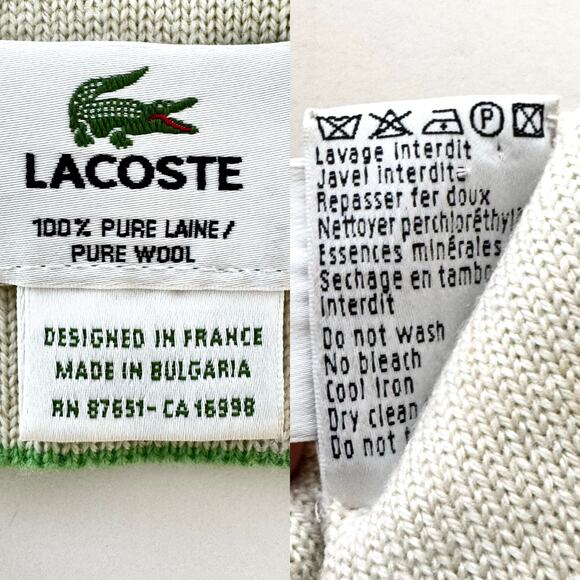 LACOSTE
100% PURE LAINE/
PURE WOOL
DESIGNED IN FRANCE
MADE IN BULGARIA
RN 87651-CA 16998
P
Lavage interdit
Javel interdite
Repasser fer doux
Nettoyer
Essences minérales
Sechage en
Interdit
Do not wash
No bleach
Cool Iron
Dry clean
Do not